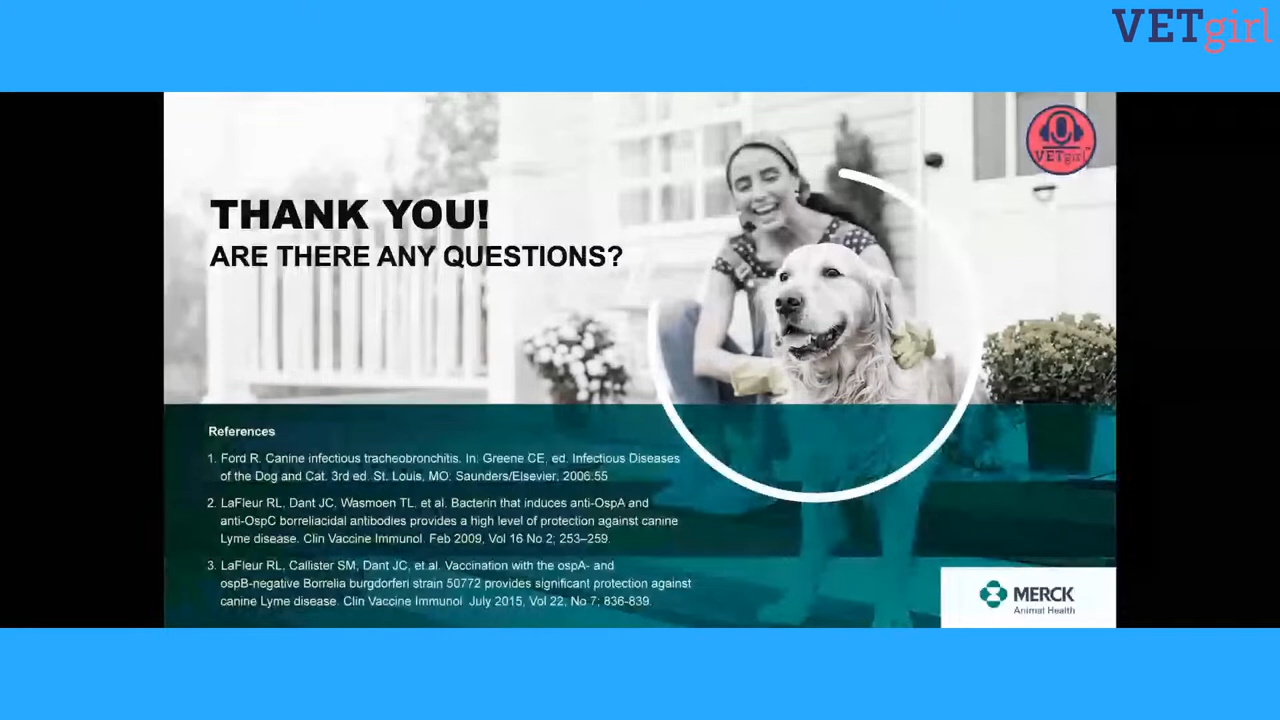 VETgirl
VETgirl
THANK YOU!
ARE THERE ANY QUESTIONS?
References
1. Ford R. Canine infectious tracheobronchitis. In: Greene CE, ed. Infectious Diseases
of the Dog and Cat. 3rd ed. St. Louis, MO: Saunders/Elsevier, 2006:55
2. LaFleur RL, Dant JC, Wasmoen TL, et al. Bacterin that induces anti-OspA and
anti-OspC borreliacidal antibodies provides a high level of protection against canine
Lyme disease. Clin Vaccine Immunol. Feb 2009, Vol 16 No 2; 253–259.
3. LaFleur RL, Callister SM, Dant JC, et.al. Vaccination with the ospA- and
ospB-negative Borrelia burgdorferi strain 50772 provides significant protection against
canine Lyme disease. Clin Vaccine Immunol July 2015, Vol 22, No 7; 836-839.
MERCK
Animal Health